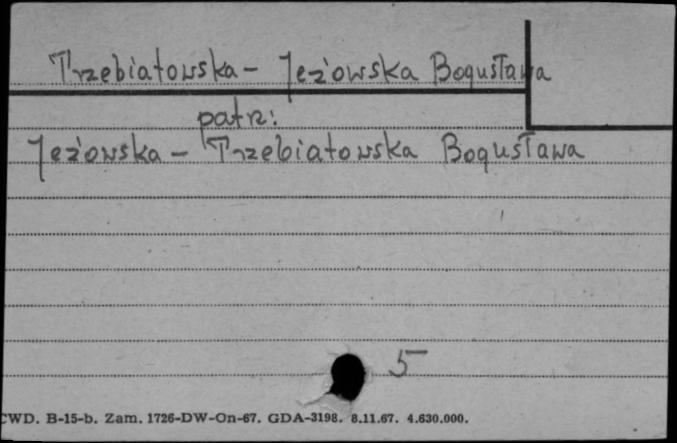 Trzebiatowska - Jeżowska Bogusława
patrz:
Jeżowska - Trzebiatowska Bogusława
5
CWD. B-15-b. Zam. 1726-DW-On-67. GDA-3198. 8.11.67. 4.630.000.